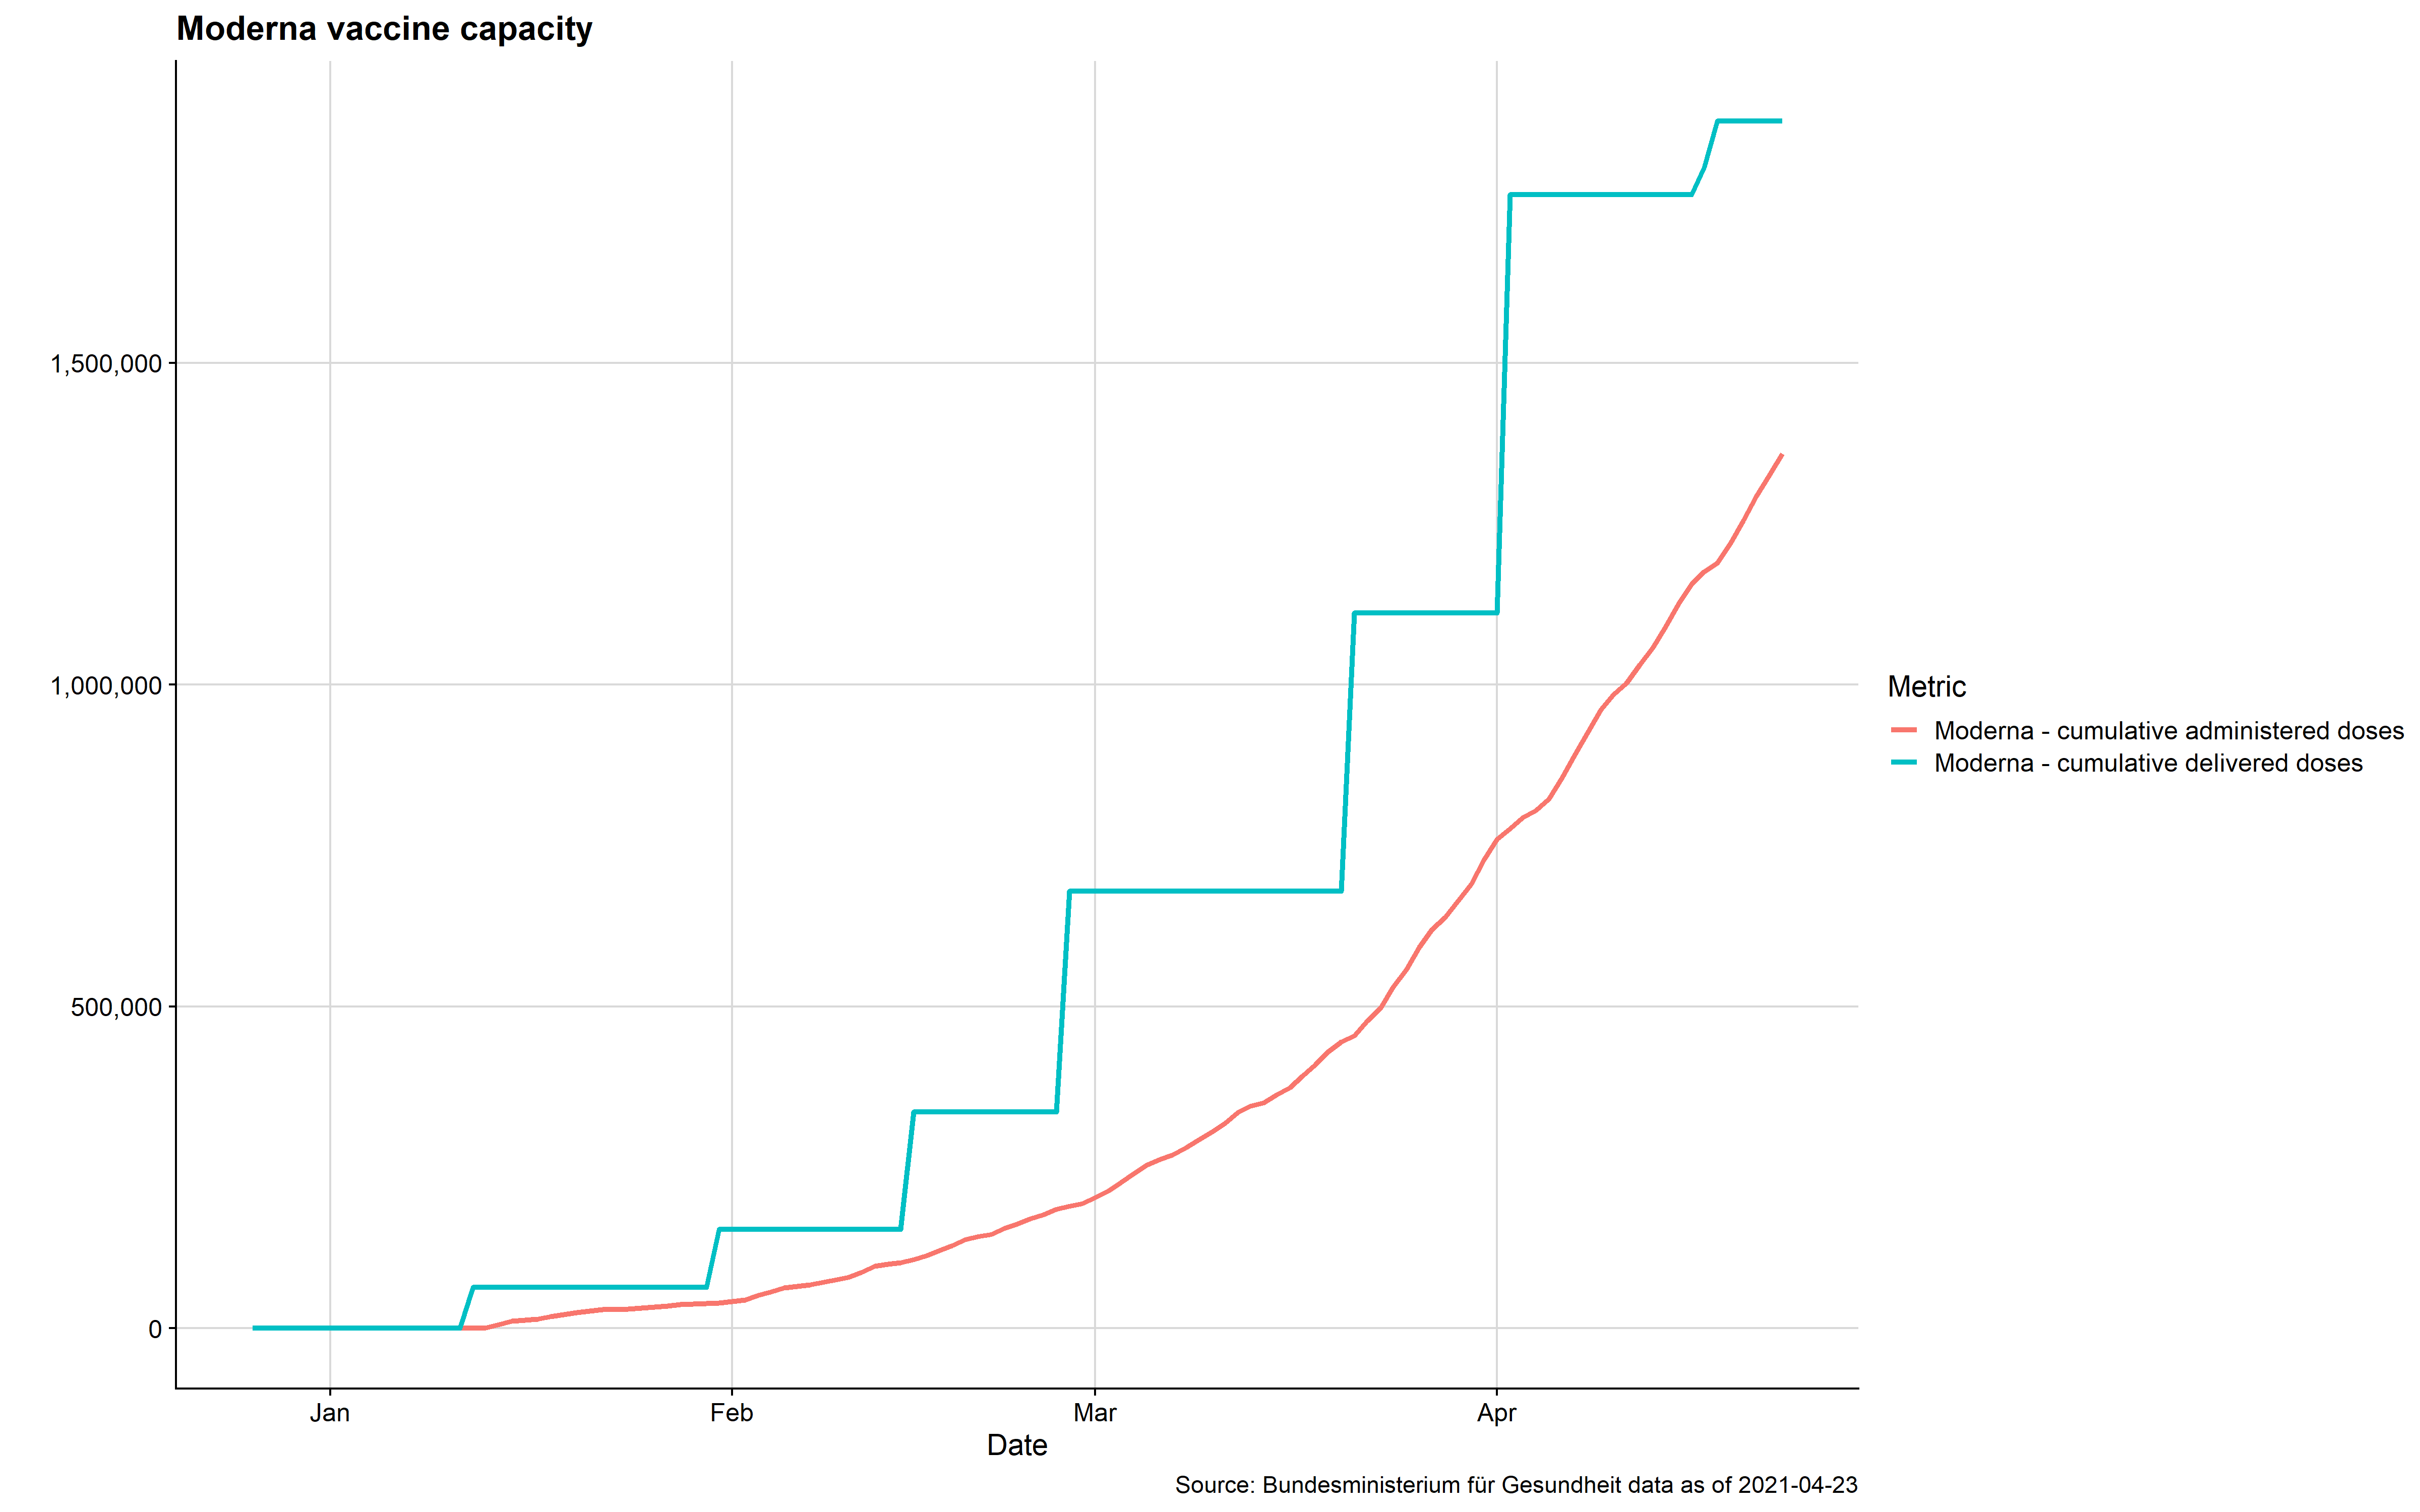 Moderna vaccine capacity
1,500,000
1,000,000
500,000
0
Jan Feb Mar Apr
Date
Metric
Moderna - cumulative administered doses
Moderna - cumulative delivered doses
Source: Bundesministerium für Gesundheit data as of 2021-04-23